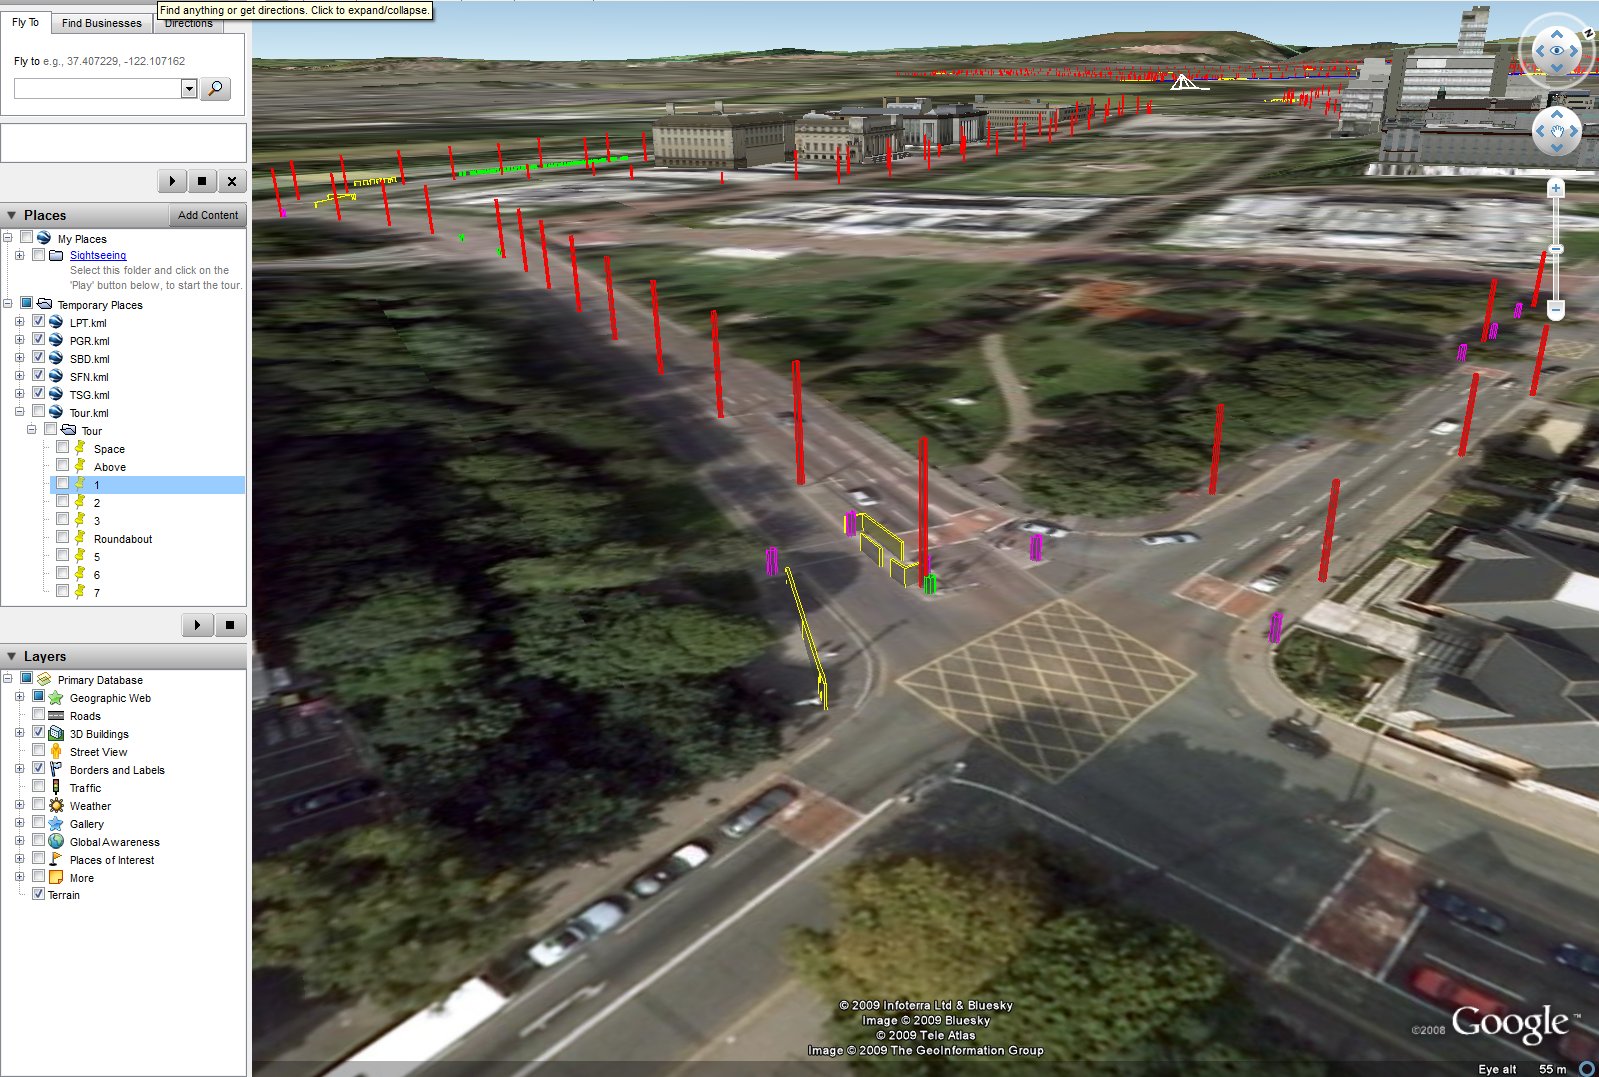 Find anything or get directions. Click to expand/collapse.
Fly To
Find Businesses
Directions
Fly to e.g., 37.407229, -122.107162
Places
Add Content
My Places
Sightseeing
Select this folder and click on the
'Play' button below, to start the tour.
Temporary Places
LPT.kml
PGR.kml
SBD.kml
SFN.kml
TSG.kml
Tour.kml
Tour
Space
Above
1
2
3
Roundabout
5
6
7
Layers
Primary Database
Geographic Web
Roads
3D Buildings
Street View
Borders and Labels
Traffic
Weather
Gallery
Global Awareness
Places of Interest
More
Terrain
N
© 2009 Infoterra Ltd & Bluesky
Image © 2009 Bluesky
© 2009 Tele Atlas
Image © 2009 The GeoInformation Group
©2008 Google™
Eye alt 55 m